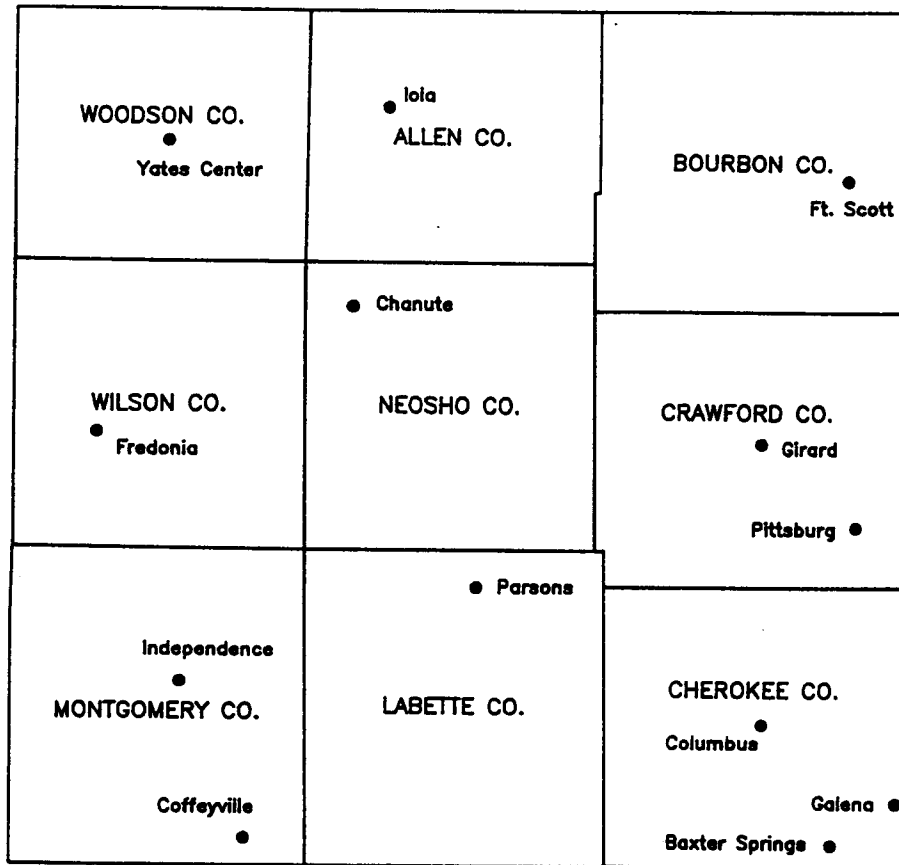 WOODSON CO.
Yates Center
Iola
ALLEN CO.
BOURBON CO.
Ft. Scott
WILSON CO.
Fredonia
Chanute
NEOSHO CO.
CRAWFORD CO.
Girard
Pittsburg
Independence
MONTGOMERY CO.
Coffeyville
Parsons
LABETTE CO.
CHEROKEE CO.
Columbus
Galena
Baxter Springs